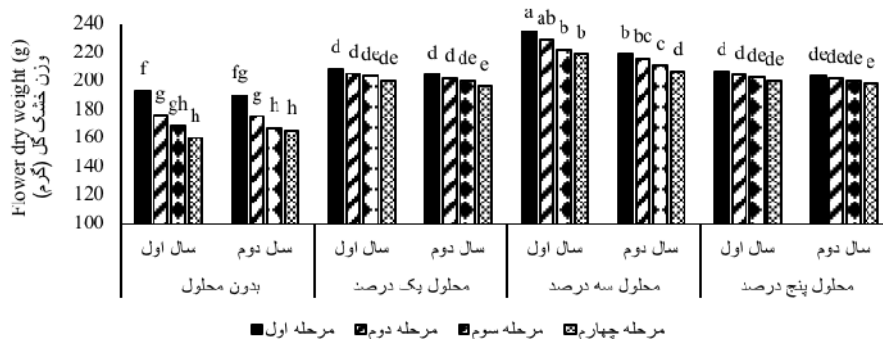 Flower dry weight (g)
وزن خشک گل (گرم)
240
220
200
180
160
140
120
100
f g gh h fg g h h d d de de d d de e a ab b b b bc c d d d de de de de de e
سال اول سال دوم سال اول سال دوم سال اول سال دوم سال اول سال دوم
بدون محلول محلول یک درصد محلول سه درصد محلول پنج درصد
مرحله اول مرحله دوم مرحله سوم مرحله چهارم